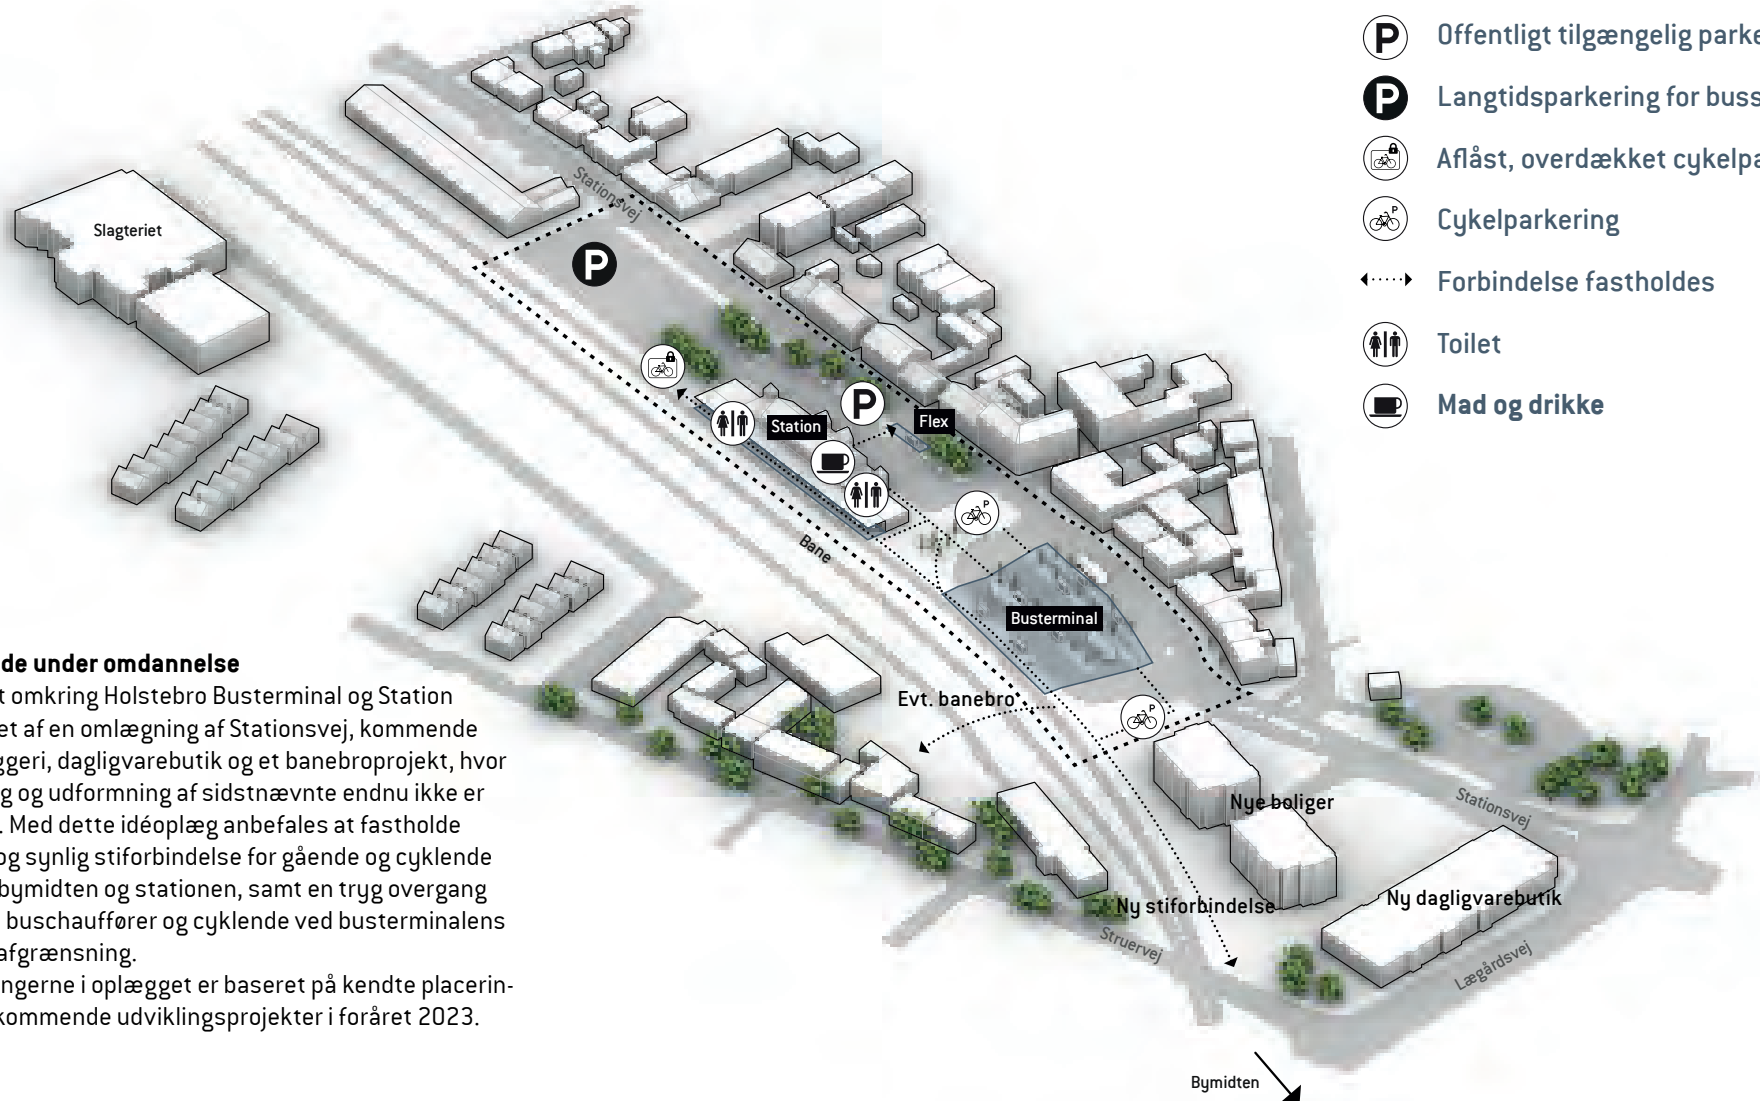 Offentligt tilgængelig parke
Langtidsparkering for buss
Aflåst, overdækket cykelpa
Cykelparkering
Forbindelse fastholdes
Toilet
Mad og drikke
Stationsvej
Slagteriet
P
P
Station
Flex
Bane
Busterminal
Evt. banebro
Nye boliger
Stationsvej
Ny stiforbindelse
Ny dagligvarebutik
Struervej
Lægårdsvej
Bymidten
de under omdannelse
t omkring Holstebro Busterminal og Station
et af en omlægning af Stationsvej, kommende
ggeri, dagligvarebutik og et banebroprojekt, hvor
g og udformning af sidstnævnte endnu ikke er
. Med dette idéoplæg anbefales at fastholde
og synlig stiforbindelse for gående og cyklende
bymidten og stationen, samt en tryg overgang
buschauffører og cyklende ved busterminalens
afgrænsning.
ngerne i oplægget er baseret på kendte placerin-
kommende udviklingsprojekter i foråret 2023.